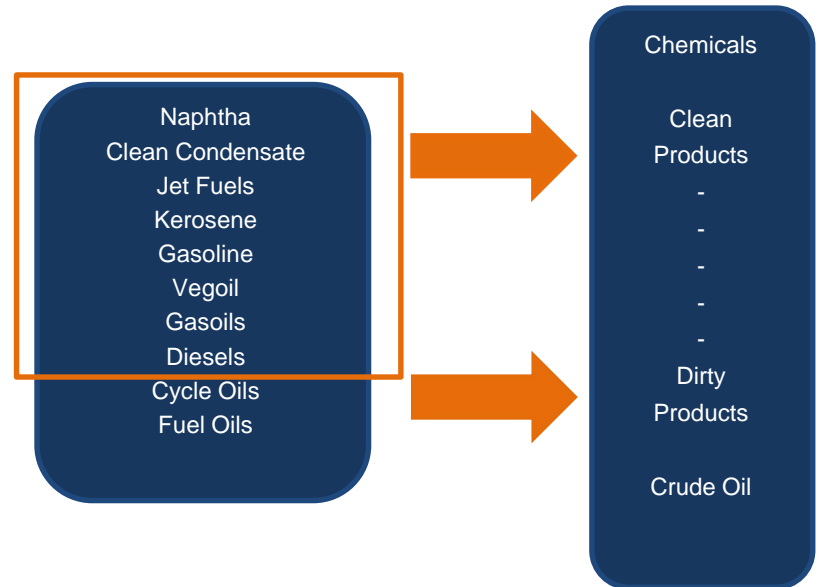 Naphtha
Clean Condensate
Jet Fuels
Kerosene
Gasoline
Vegoil
Gasoils
Diesels
Cycle Oils
Fuel Oils
Chemicals
Clean
Products
-
-
-
-
-
Dirty
Products
Crude Oil